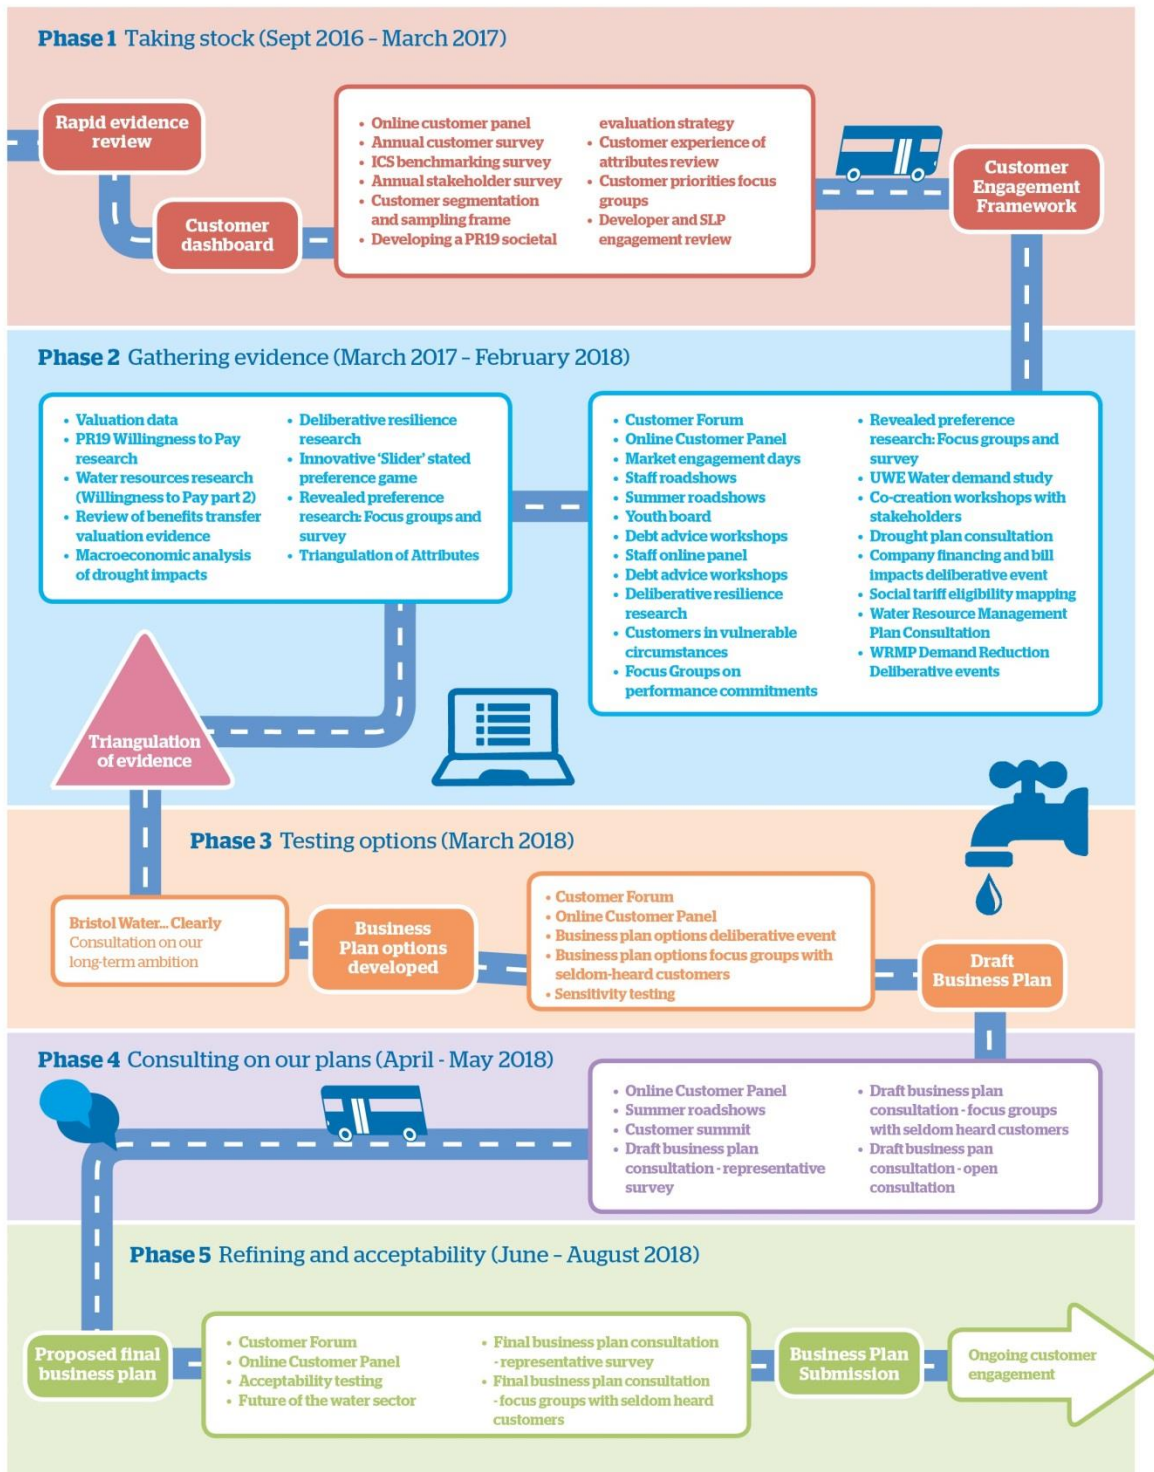 Phase 1 Taking stock (Sept 2016 – March 2017)
Rapid evidence
review
Customer
dashboard
• Online customer panel
• Annual customer survey
• ICS benchmarking survey
• Annual stakeholder survey
• Customer segmentation
and sampling frame
• Developing a PR19 societal
evaluation strategy
• Customer experience of
attributes review
• Customer priorities focus
groups
• Developer and SLP
engagement review
Customer
Engagement
Framework
Phase 2 Gathering evidence (March 2017 – February 2018)
• Customer Forum
• Online Customer Panel
• Market engagement days
• Staff roadshows
• Summer roadshows
• Youth board
• Debt advice workshops
• Staff online panel
• Debt advice workshops
• Deliberative resilience
research
• Customers in vulnerable
circumstances
• Focus Groups on
performance commitments
• Revealed preference
research: Focus groups and
survey
• UWE Water demand study
• Co-creation workshops with
stakeholders
• Drought plan consultation
• Company financing and bill
impacts deliberative event
• Social tariff eligibility mapping
• Water Resource Management
Plan Consultation
• WRMP Demand Reduction
Deliberative events
• Valuation data
• PR19 Willingness to Pay
research
• Water resources research
(Willingness to Pay part 2)
• Review of benefits transfer
valuation evidence
• Macroeconomic analysis
of drought impacts
• Deliberative resilience
research
• Innovative ‘Slider’ stated
preference game
• Revealed preference
research: Focus groups and
survey
• Triangulation of Attributes
Triangulation
of evidence
Phase 3 Testing options (March 2018)
Bristol Water... Clearly
Consultation on our
long-term ambition
Business
Plan options
developed
• Customer Forum
• Online Customer Panel
• Business plan options deliberative event
• Business plan options focus groups with
seldom-heard customers
• Sensitivity testing
Draft
Business Plan
Phase 4 Consulting on our plans (April - May 2018)
• Online Customer Panel
• Summer roadshows
• Customer summit
• Draft business plan
consultation - representative
survey
• Draft business plan
consultation - focus groups
with seldom heard customers
• Draft business pan
consultation - open
consultation
Phase 5 Refining and acceptability (June – August 2018)
Proposed final
business plan
• Customer Forum
• Online Customer Panel
• Acceptability testing
• Future of the water sector
• Final business plan consultation
- representative survey
• Final business plan consultation
- focus groups with seldom heard
customers
Business Plan
Submission
Ongoing customer
engagement